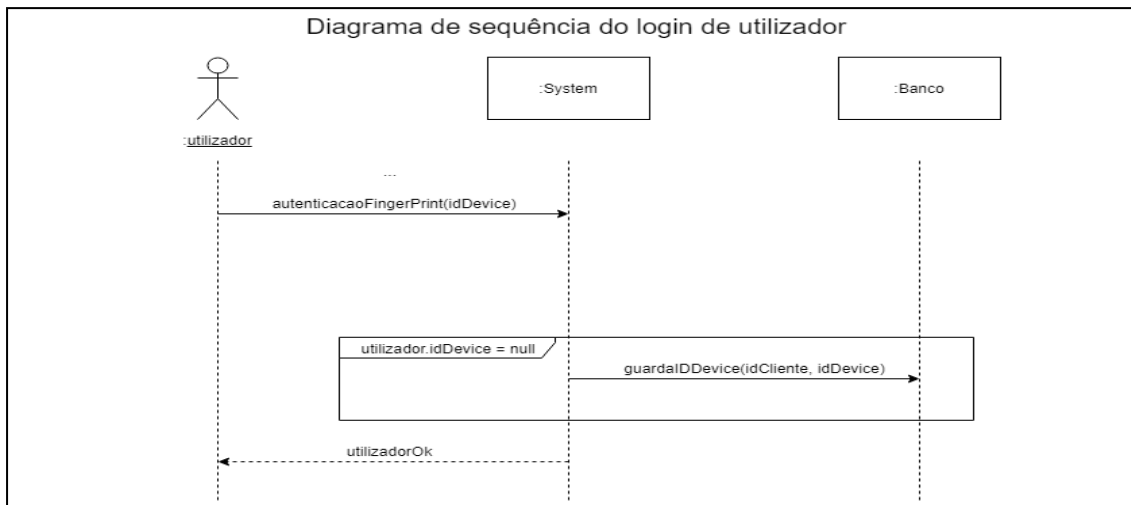 Diagrama de sequência do login de utilizador
:System
:Banco
:utilizador
...
autenticacaoFingerPrint(idDevice)
utilizador.idDevice = null
guardaIDDevice(idCliente, idDevice)
utilizadorOk